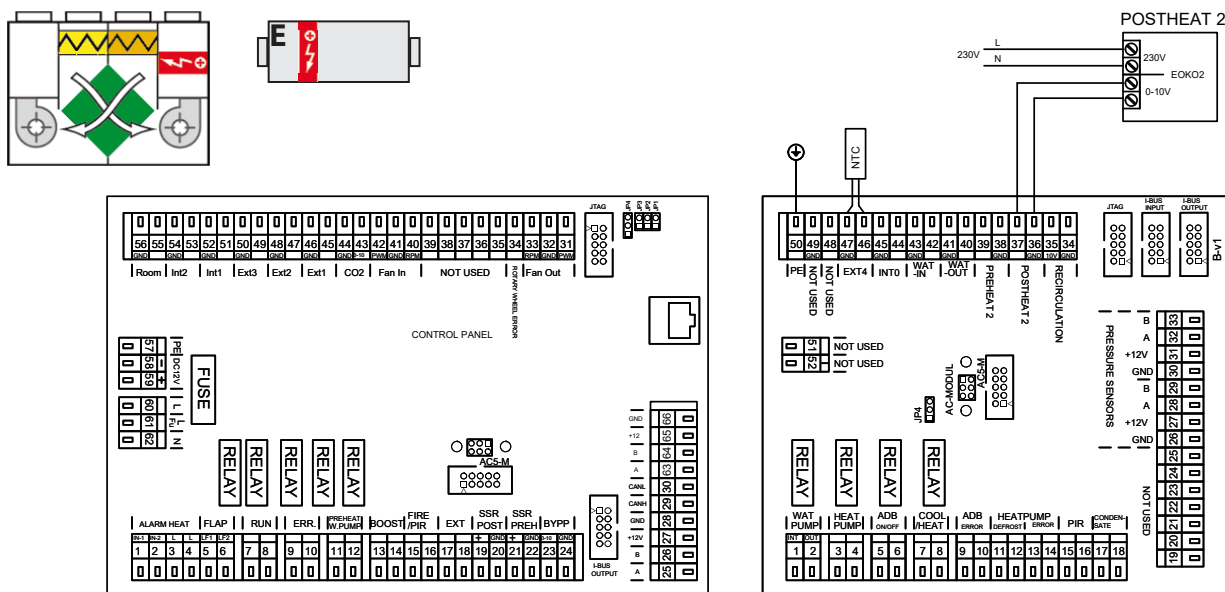 E
POSTHEAT 2
L
230V
N
230V
EOKO2
0-10V
NTC
JTAG
JP4
JP3
JP2
JP1
56 55 54 53 52 51 50 49 48 47 46 45 44 43 42 41 40 39 38 37 36 35 34 33 32 31
GND GND GND GND GND GND GND 0-10 PWM GND RPM RPM GND PWM
Room Int2 Int1 Ext3 Ext2 Ext1 CO2 Fan In NOT USED ROTARY WHEEL ERROR Fan Out
CONTROL PANEL
57 PE
58 - DC12V
59 +
60 L
61 L Fu
62 N
FUSE
RELAY RELAY RELAY RELAY RELAY
AC5-M
GND 66
+12 65
B 64
A 63
CANL 30
CANH 29
GND 28
+12V 27
B 26
A 25
I-BUS
OUTPUT
ALARM HEAT FLAP RUN ERR. PREHEAT W.PUMP BOOST FIRE /PIR EXT SSR POST SSR PREH BYPP
IN-1 IN-2 L L LF1 LF2 + GND + GND 0-10 GND
1 2 3 4 5 6 7 8 9 10 11 12 13 14 15 16 17 18 19 20 21 22 23 24
JTAG
I-BUS
INPUT
I-BUS
OUTPUT
B-v1
50 49 48 47 46 45 44 43 42 41 40 39 38 37 36 35 34
GND GND GND GND GND GND GND 10V GND
PE NOT USED NOT USED EXT4 INT0 WAT -IN WAT -OUT PREHEAT 2 POSTHEAT 2 RECIRCULATION
51 NOT USED
52 NOT USED
AC-MODUL
AC5-M
JP4
PRESSURE SENSORS
B 33
A 32
+12V 31
GND 30
B 29
A 28
+12V 27
GND 26
25
24
23
22
21
20
19
NOT USED
RELAY RELAY RELAY RELAY
WAT PUMP HEAT PUMP ADB ON/OFF COOL /HEAT ADB ERROR HEATPUMP DEFROST ERROR PIR CONDEN- SATE
INT OUT
1 2 3 4 5 6 7 8 9 10 11 12 13 14 15 16 17 18